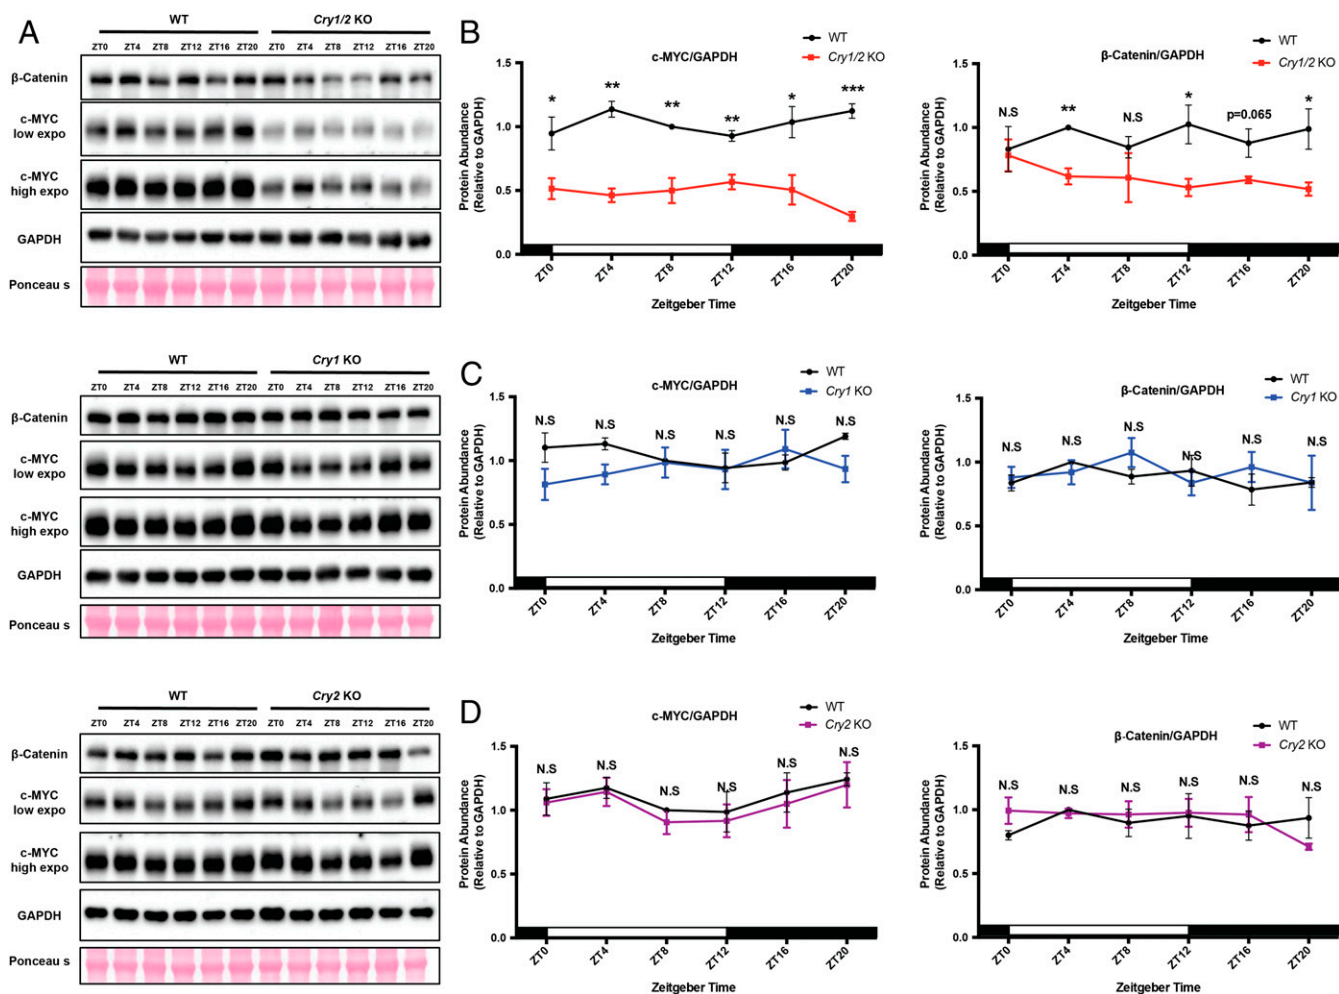 A
WT
Cry1/2 KO
ZT0 ZT4 ZT8 ZT12 ZT16 ZT20 ZT0 ZT4 ZT8 ZT12 ZT16 ZT20
β-Catenin
c-MYC
low expo
c-MYC
high expo
GAPDH
Ponceau s
B
c-MYC/GAPDH
WT
Cry1/2 KO
Protein Abundance
(Relative to GAPDH)
1.5
1.0
0.5
0.0
* ** ** ** * ***
ZT0 ZT4 ZT8 ZT12 ZT16 ZT20
Zeitgeber Time
β-Catenin/GAPDH
WT
Cry1/2 KO
Protein Abundance
(Relative to GAPDH)
1.5
1.0
0.5
0.0
N.S ** N.S * p=0.065 *
ZT0 ZT4 ZT8 ZT12 ZT16 ZT20
Zeitgeber Time
WT
Cry1 KO
ZT0 ZT4 ZT8 ZT12 ZT16 ZT20 ZT0 ZT4 ZT8 ZT12 ZT16 ZT20
β-Catenin
c-MYC
low expo
c-MYC
high expo
GAPDH
Ponceau s
C
c-MYC/GAPDH
WT
Cry1 KO
Protein Abundance
(Relative to GAPDH)
1.5
1.0
0.5
0.0
N.S N.S N.S N.S N.S N.S
ZT0 ZT4 ZT8 ZT12 ZT16 ZT20
Zeitgeber Time
β-Catenin/GAPDH
WT
Cry1 KO
Protein Abundance
(Relative to GAPDH)
1.5
1.0
0.5
0.0
N.S N.S N.S N.S N.S N.S
ZT0 ZT4 ZT8 ZT12 ZT16 ZT20
Zeitgeber Time
WT
Cry2 KO
ZT0 ZT4 ZT8 ZT12 ZT16 ZT20 ZT0 ZT4 ZT8 ZT12 ZT16 ZT20
β-Catenin
c-MYC
low expo
c-MYC
high expo
GAPDH
Ponceau s
D
c-MYC/GAPDH
WT
Cry2 KO
Protein Abundance
(Relative to GAPDH)
1.5
1.0
0.5
0.0
N.S N.S N.S N.S N.S N.S
ZT0 ZT4 ZT8 ZT12 ZT16 ZT20
Zeitgeber Time
β-Catenin/GAPDH
WT
Cry2 KO
Protein Abundance
(Relative to GAPDH)
1.5
1.0
0.5
0.0
N.S N.S N.S N.S N.S N.S
ZT0 ZT4 ZT8 ZT12 ZT16 ZT20
Zeitgeber Time